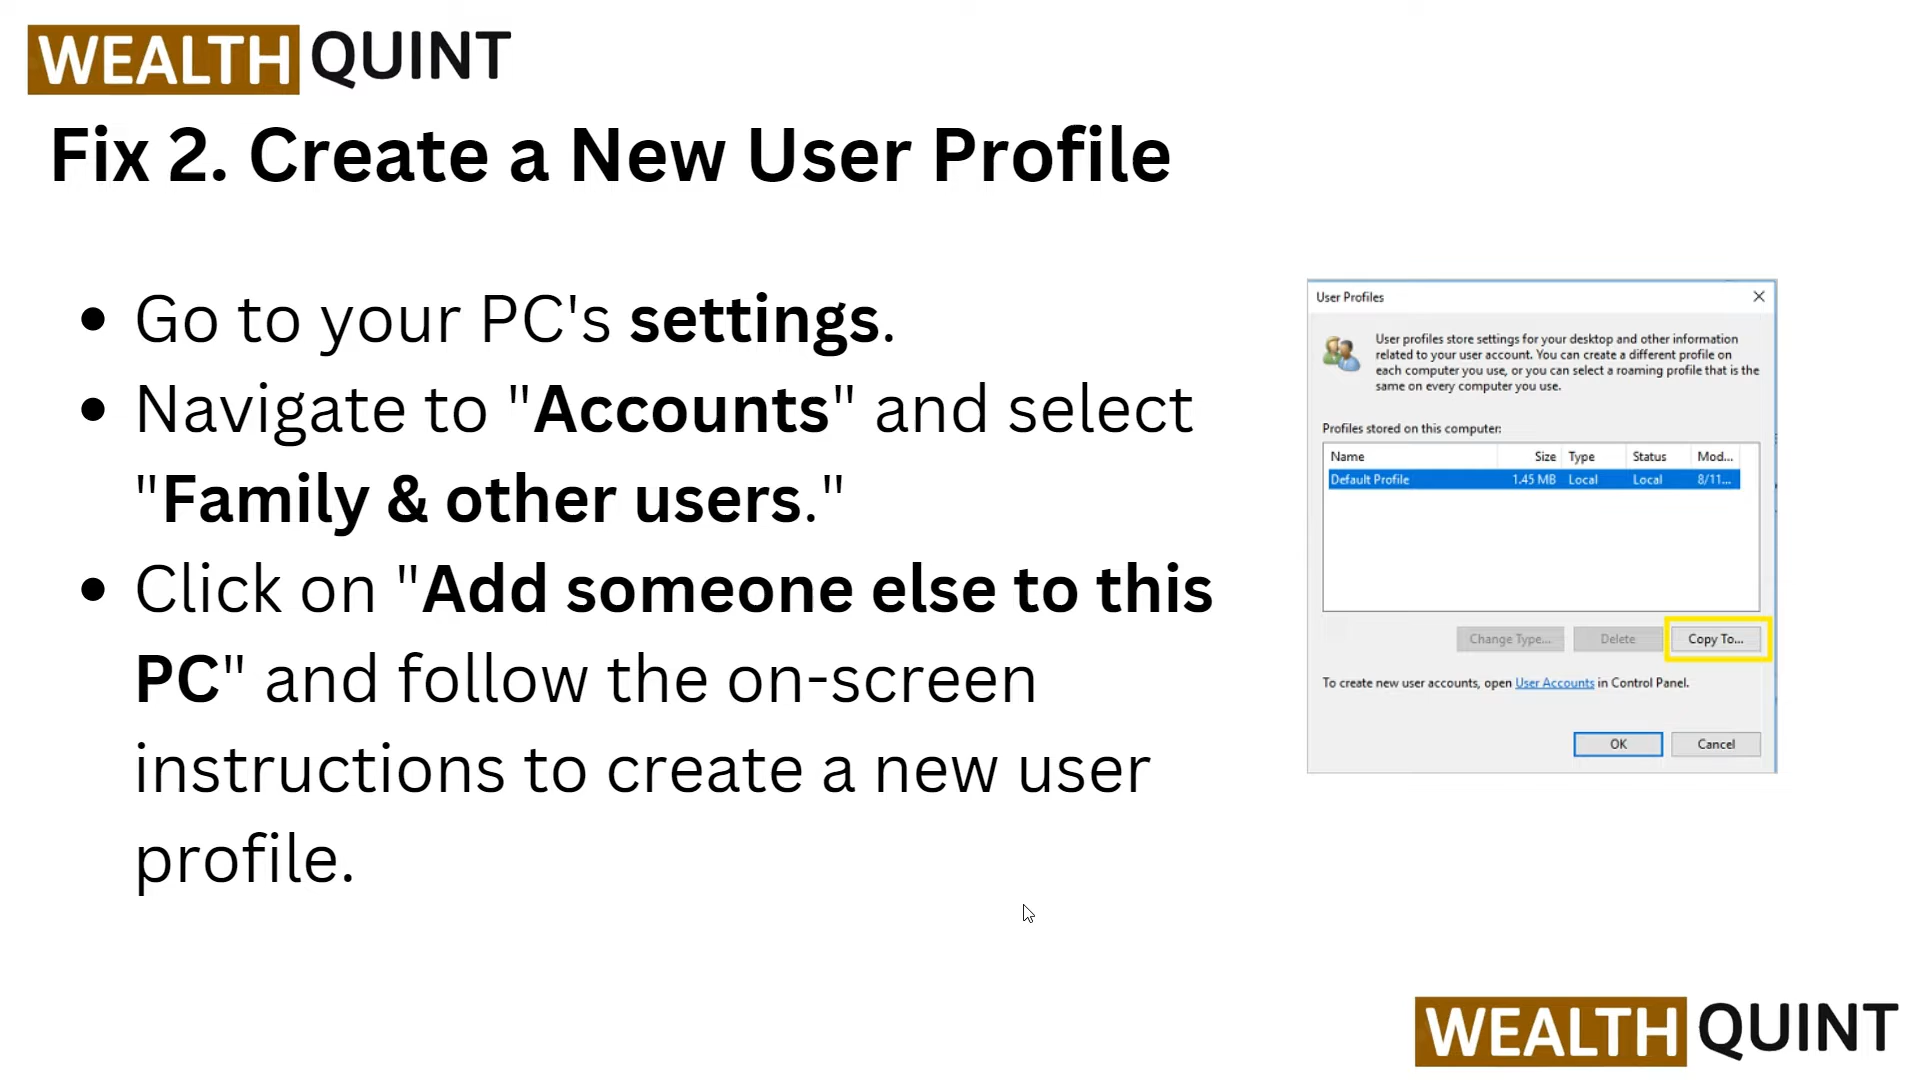 WEALTH QUINT
Fix 2. Create a New User Profile
• Go to your PC's settings.
• Navigate to "Accounts" and select
"Family & other users."
• Click on "Add someone else to this
PC" and follow the on-screen
instructions to create a new user
profile.
User Profiles
User profiles store settings for your desktop and other information
related to your user account. You can create a different profile on
each computer you use, or you can select a roaming profile that is the
same on every computer you use.
Profiles stored on this computer:
Name Size Type Status Mod...
Default Profile 1.45 MB Local Local 8/11...
Change Type... Delete Copy To...
To create new user accounts, open User Accounts in Control Panel.
OK Cancel
WEALTH QUINT